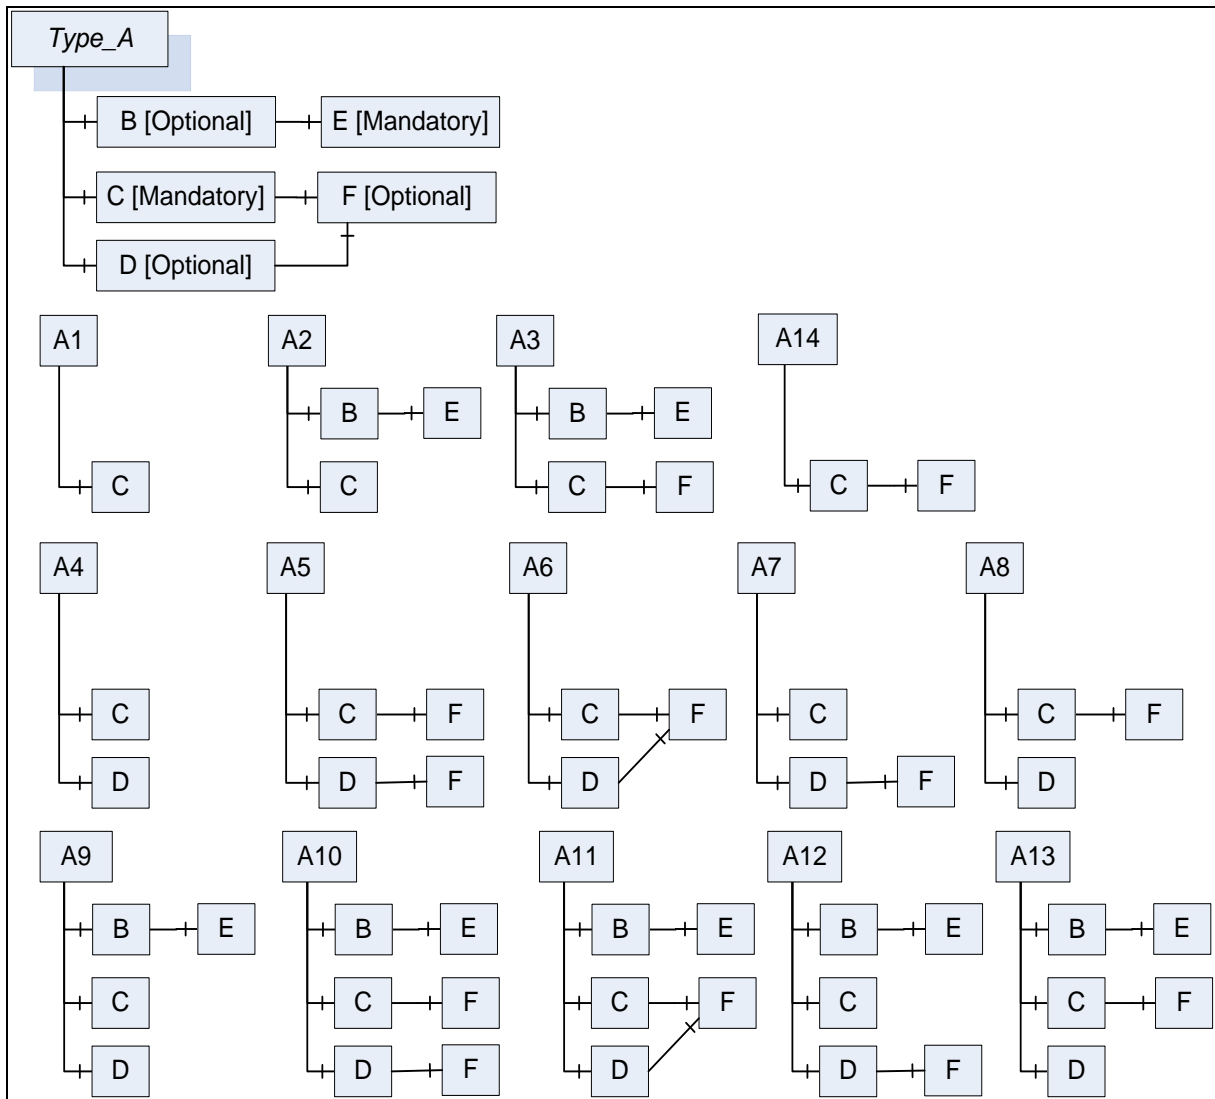 Type_A
B [Optional] E [Mandatory]
C [Mandatory] F [Optional]
D [Optional]
A1 A2 A3 A14
B E B E
C C C F C F
A4 A5 A6 A7 A8
C C F C F C C F
D D F D D F D
A9 A10 A11 A12 A13
B E B E B E B E B E
C C F C F C C F
D D F D D F D